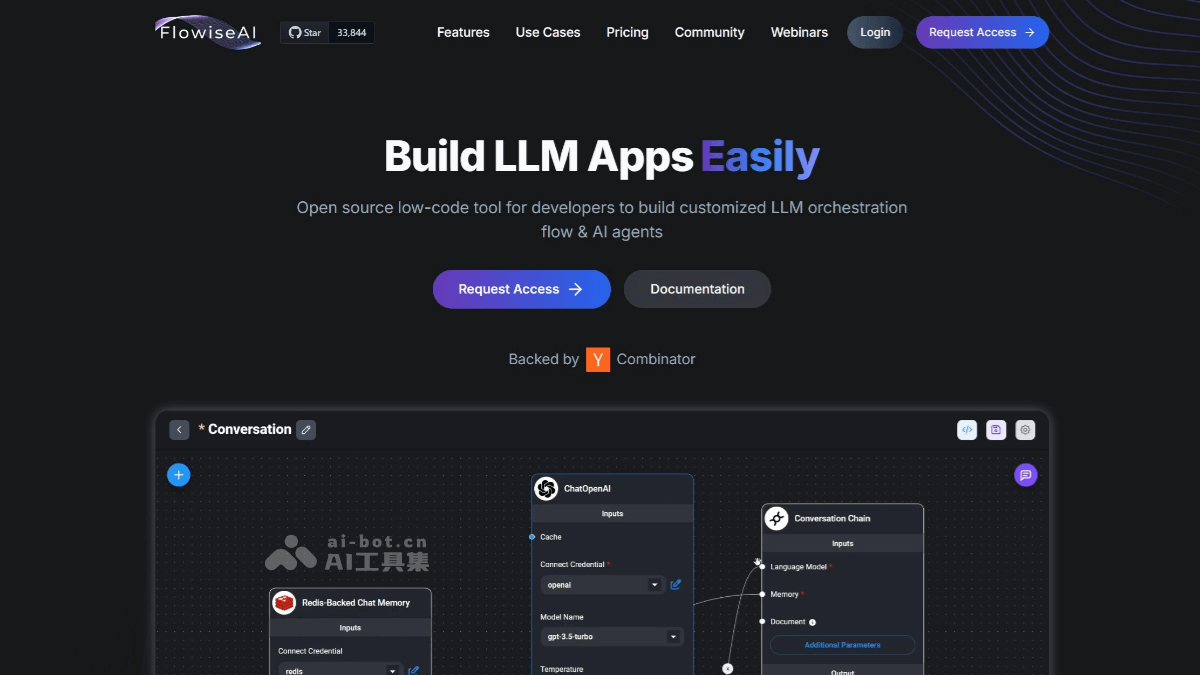 FlowiseAI
Star 33,844
Features Use Cases Pricing Community Webinars Login Request Access →
Build LLM Apps Easily
Open source low-code tool for developers to build customized LLM orchestration
flow & AI agents
Request Access →
Documentation
Backed by Y Combinator
* Conversation
ChatOpenAI
Inputs
Cache
Connect Credential *
openai
Model Name
gpt-3.5-turbo
Temperature
Conversation Chain
Inputs
Language Model *
Memory *
Document
Additional Parameters
Output
ai-bot.cn
AI工具集
Redis-Backed Chat Memory
Inputs
Connect Credential
redis